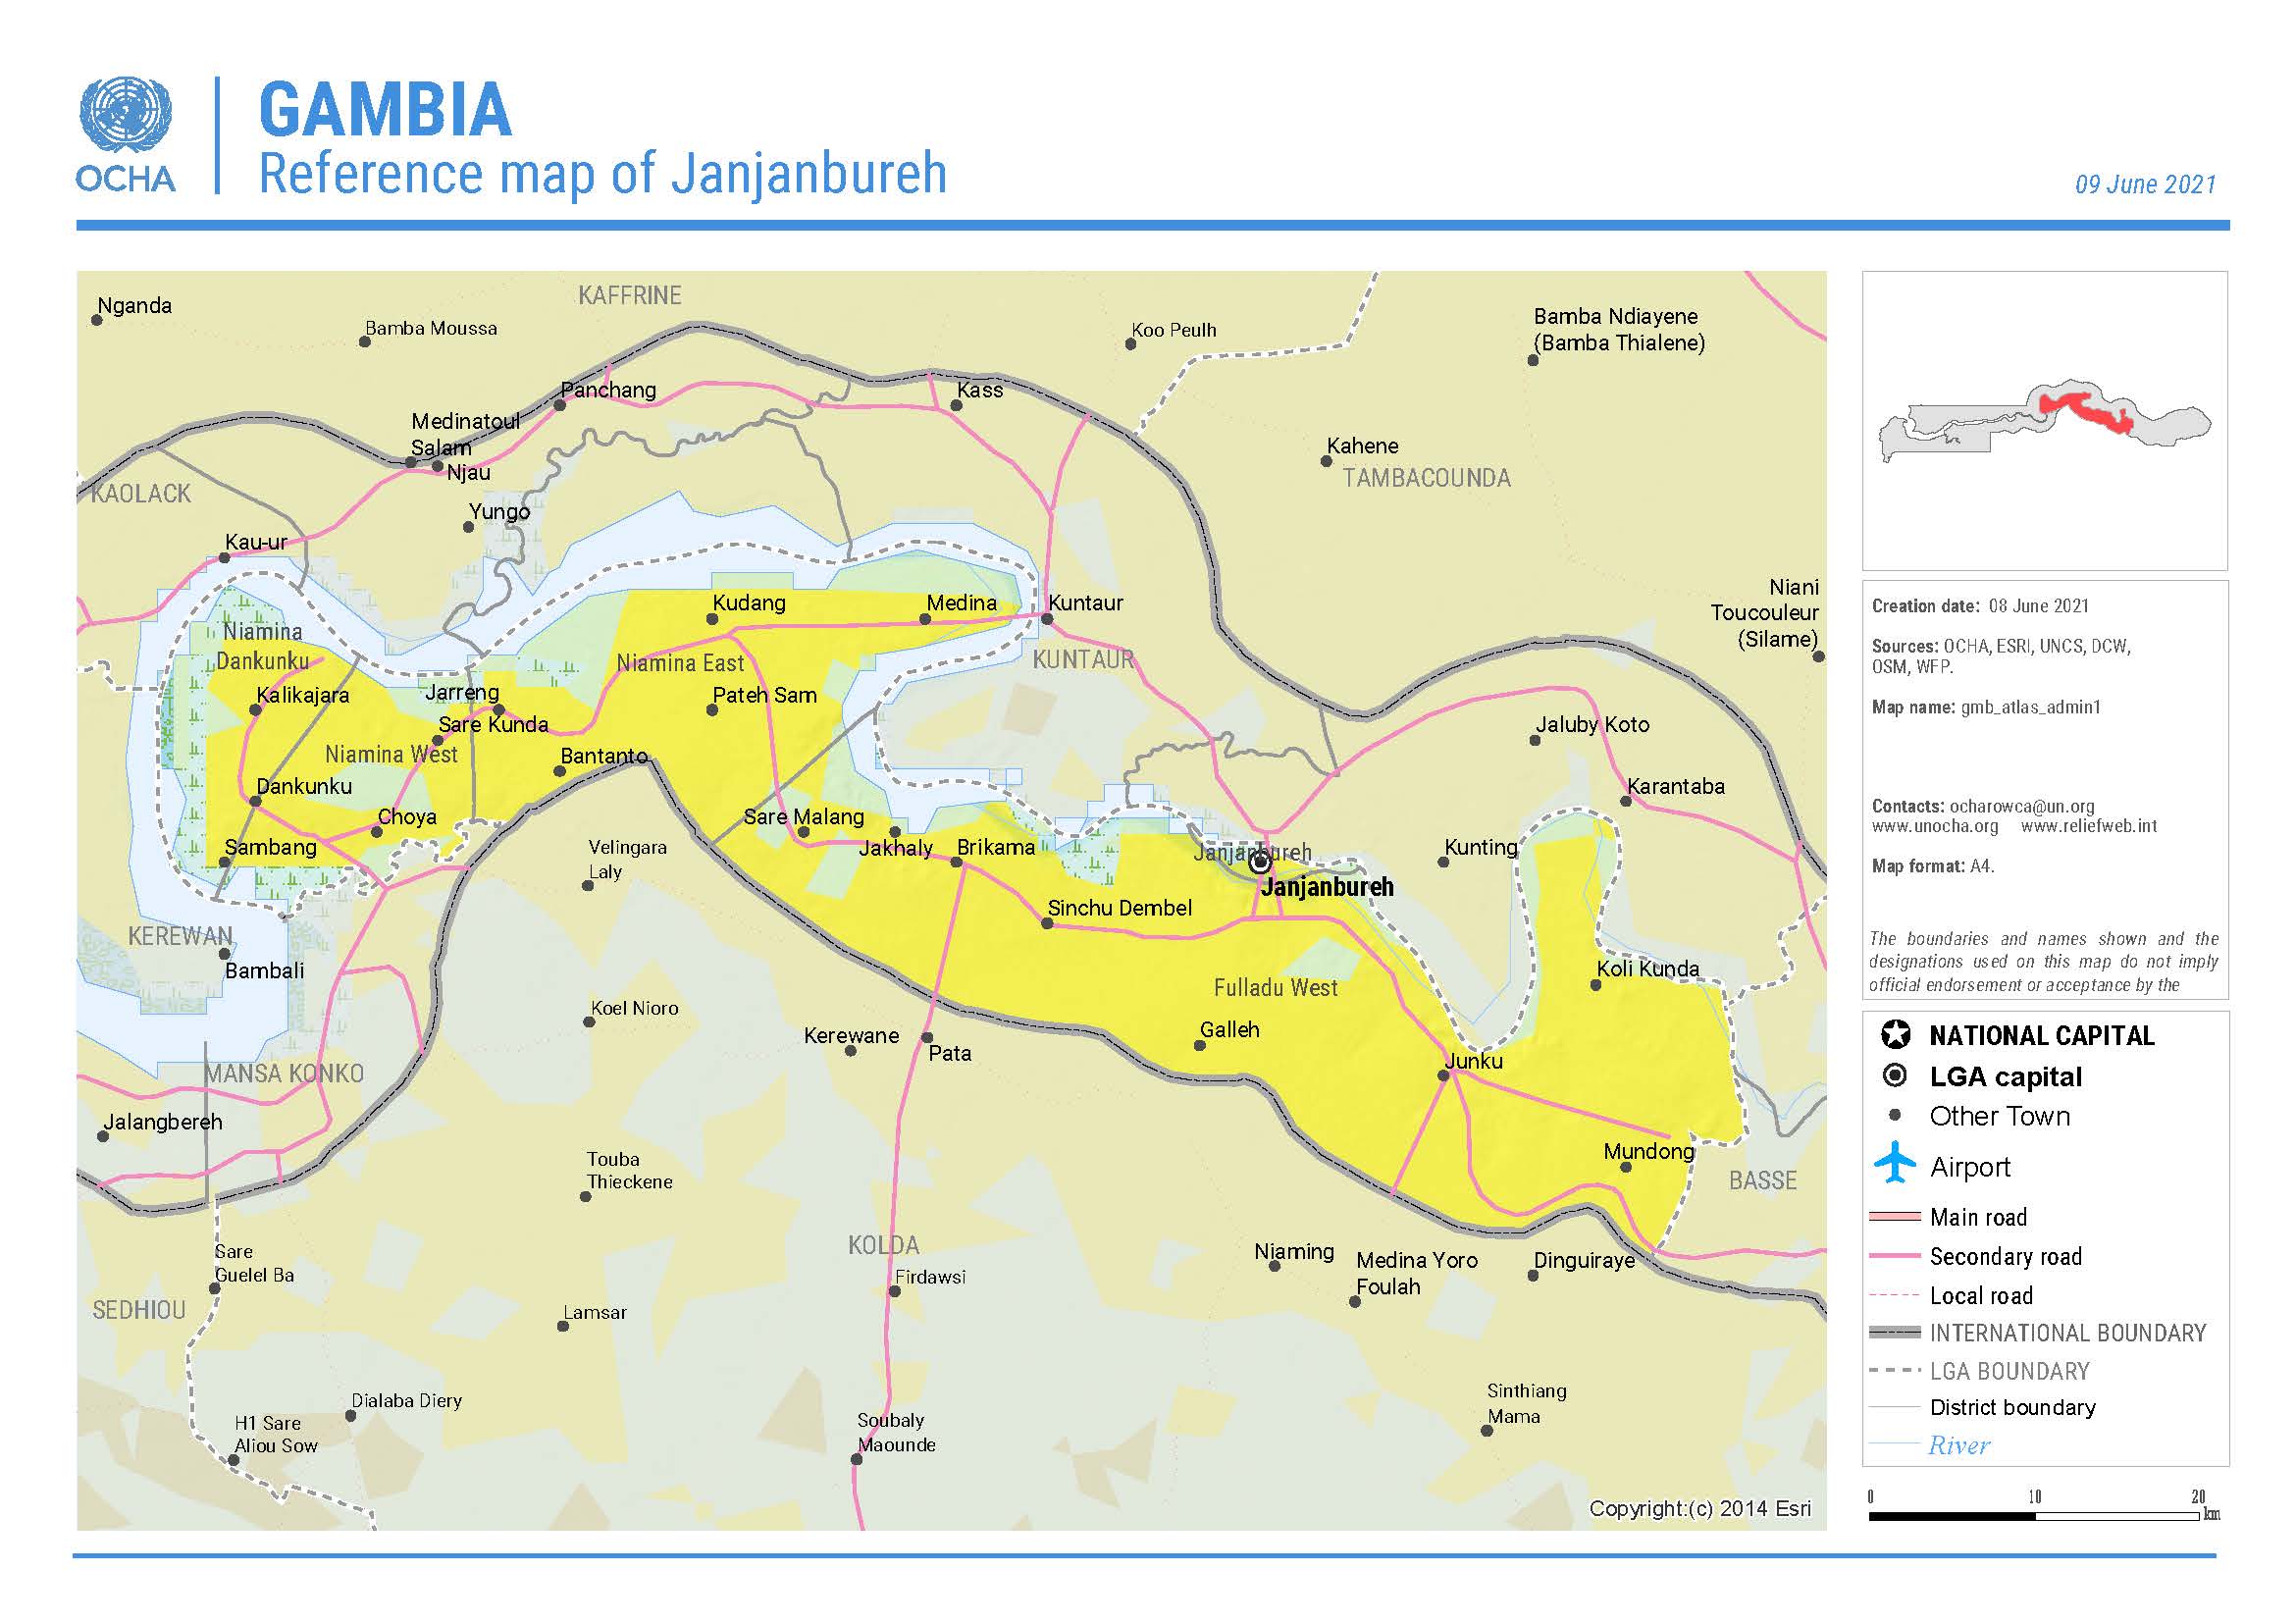 OCHA
GAMBIA
Reference map of Janjanbureh
09 June 2021
KAFFRINE
Nganda
Bamba Moussa
Koo Peulh
Bamba Ndiayene
(Bamba Thialene)
Panchang
Kass
Medinatoul
Salam
Njau
Kahene
TAMBACOUNDA
KAOLACK
Yungo
Kau-ur
Niani
Toucouleur
(Silame)
Kudang
Medina
Kuntaur
Niamina
Dankunku
Niamina East
KUNTAUR
Kalikajara
Jarreng
Pateh Sam
Sare Kunda
Jaluby Koto
Niamina West
Bantanto
Dankunku
Karantaba
Choya
Sare Malang
Sambang
Velingara
Laly
Jakhaly
Brikama
Janjanbureh
Kunting
Janjanbureh
Sinchu Dembel
KEREWAN
Bambali
Koli Kunda
Fulladu West
Koel Nioro
Kerewane
Galleh
Pata
Junku
MANSA KONKO
Jalangbereh
Touba
Thieckene
Mundong
BASSE
Sare
Guelel Ba
KOLDA
Niaming
Medina Yoro
Foulah
Dinguiraye
Firdawsi
SEDHIOU
Lamsar
Dialaba Diery
Sinthiang
Mama
H1 Sare
Aliou Sow
Soubaly
Maounde
Copyright:(c) 2014 Esri
Creation date: 08 June 2021
Sources: OCHA, ESRI, UNCS, DCW,
OSM, WFP.
Map name: gmb_atlas_admin1
Contacts: ocharowca@un.org
www.unocha.org www.reliefweb.int
Map format: A4.
The boundaries and names shown and the
designations used on this map do not imply
official endorsement or acceptance by the
NATIONAL CAPITAL
LGA capital
Other Town
Airport
Main road
Secondary road
Local road
INTERNATIONAL BOUNDARY
LGA BOUNDARY
District boundary
River
0 10 20
km